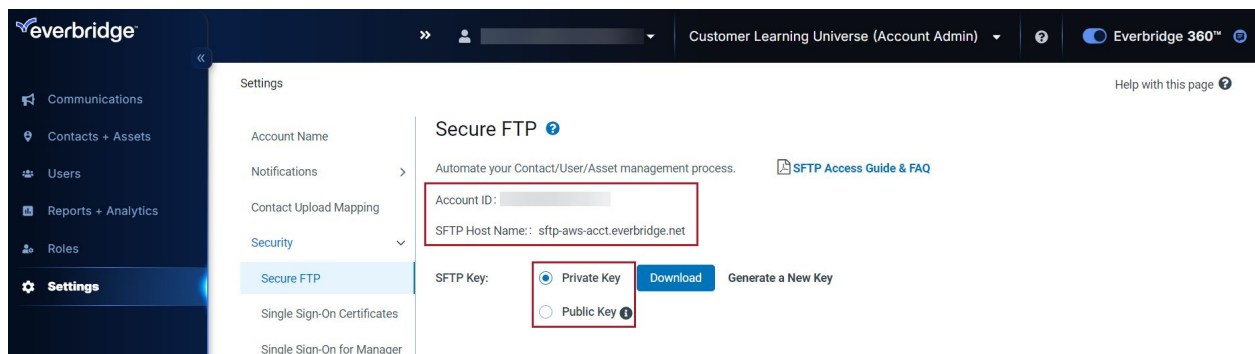 everbridge™
»
Customer Learning Universe (Account Admin)
Everbridge 360™
«
Communications
Contacts + Assets
Users
Reports + Analytics
Roles
Settings
Settings
Help with this page
Account Name
Notifications
Contact Upload Mapping
Security
Secure FTP
Single Sign-On Certificates
Single Sign-On for Manager
Secure FTP
Automate your Contact/User/Asset management process.
SFTP Access Guide & FAQ
Account ID:
SFTP Host Name:: sftp-aws-acct.everbridge.net
SFTP Key:
Private Key
Download
Generate a New Key
Public Key